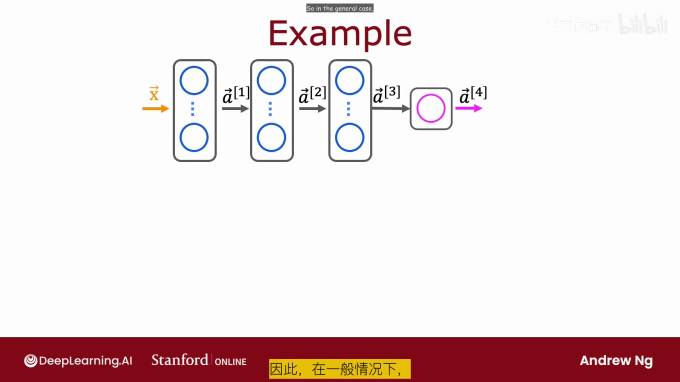 So in the general case,
bilibili
Example
x⃗ a⃗[1] a⃗[2] a⃗[3] a⃗[4]
DeepLearning.AI Stanford ONLINE Andrew Ng
因此，在一般情况下，